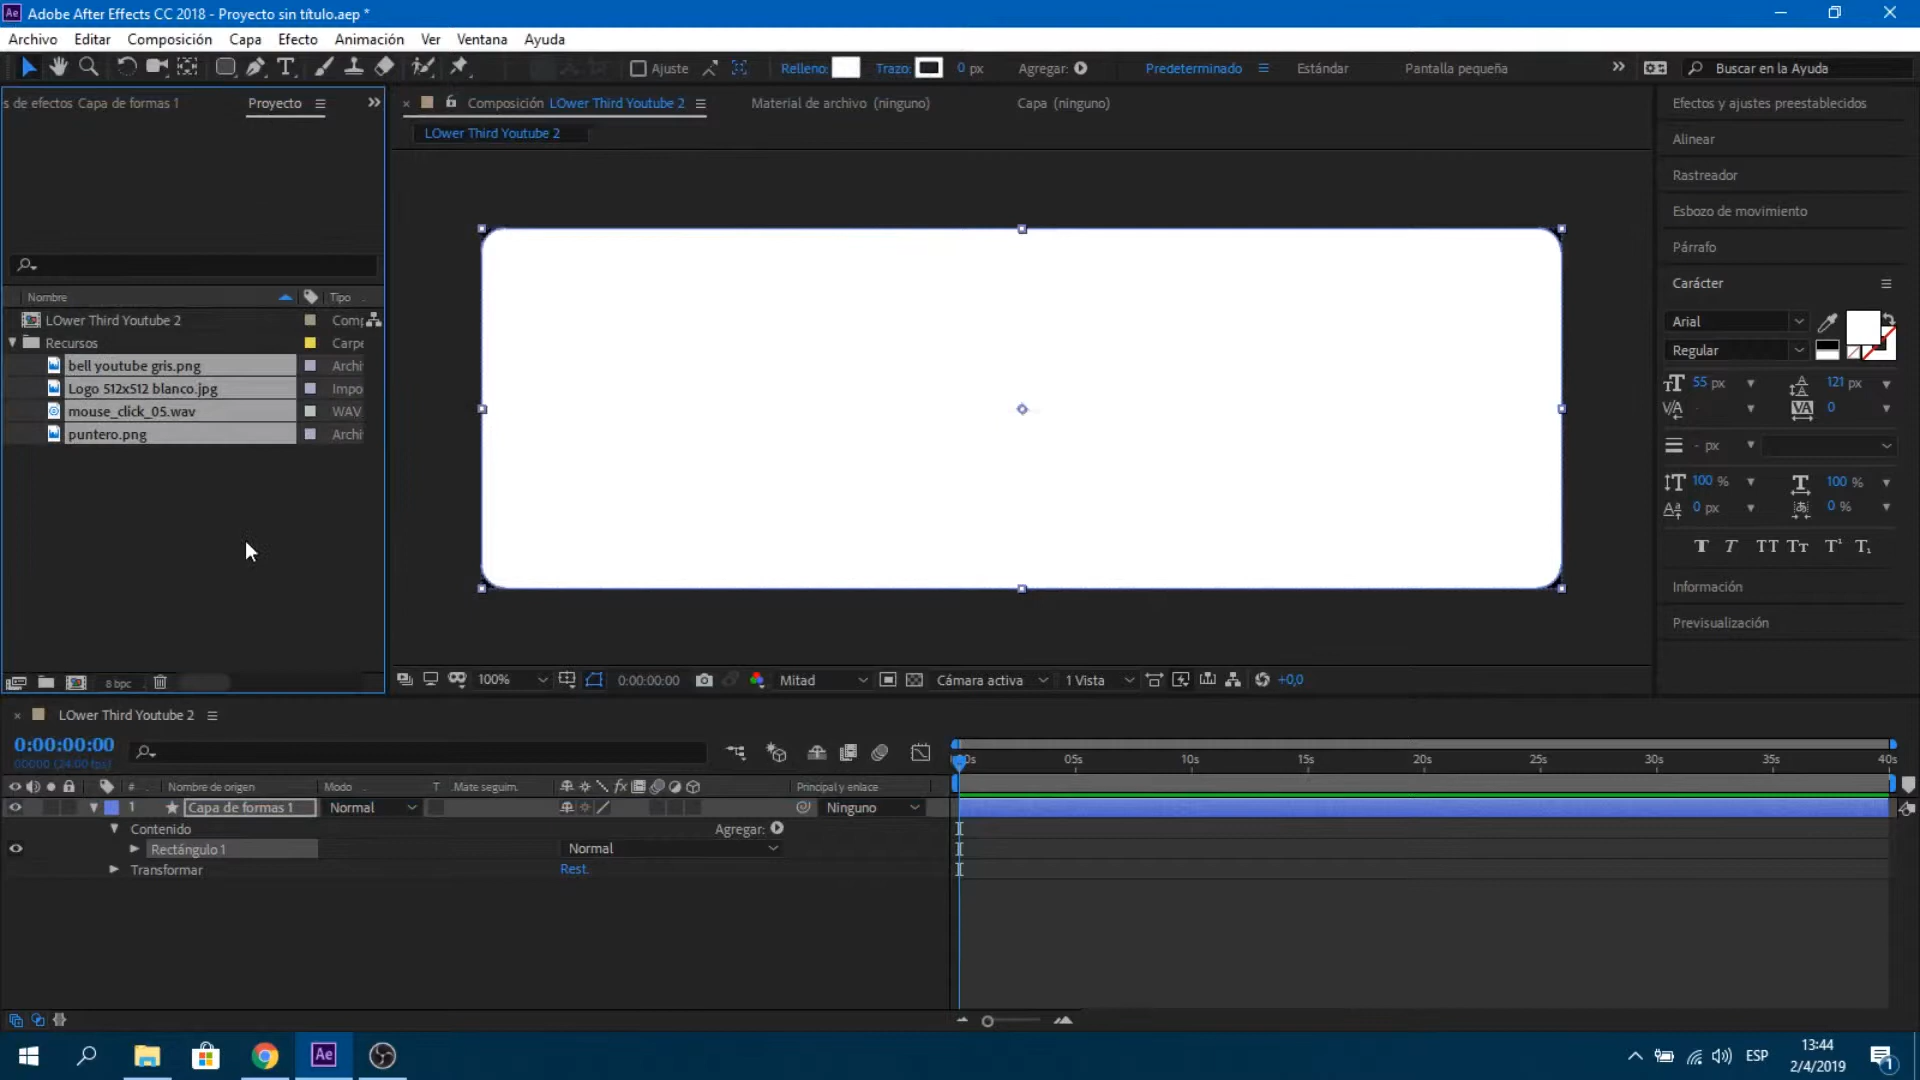 Adobe After Effects CC 2018 - Proyecto sin título.aep *
Archivo Editar Composición Capa Efecto Animación Ver Ventana Ayuda
Ajuste Relleno: Trazo: 0 px Agregar: Predeterminado Estándar Pantalla pequeña Buscar en la Ayuda
s de efectos Capa de formas 1 Proyecto
Composición LOwer Third Youtube 2 Material de archivo (ninguno) Capa (ninguno)
LOwer Third Youtube 2
Efectos y ajustes preestablecidos
Alinear
Rastreador
Esbozo de movimiento
Párrafo
Carácter
Arial
Regular
55 px 121 px
0
- px
100 % 100 %
0 px 0 %
Información
Previsualización
Nombre Tipo
LOwer Third Youtube 2 Comp
Recursos Carpe
bell youtube gris.png Archi
Logo 512x512 blanco.jpg Impo
mouse_click_05.wav WAV
puntero.png Archi
8 bpc
100% 0:00:00:00 Mitad Cámara activa 1 Vista +0,0
LOwer Third Youtube 2
0:00:00:00
00000 (24.00 fps)
00s 05s 10s 15s 20s 25s 30s 35s 40s
# Nombre de origen Modo T .Mate seguim. Principal y enlace
1 Capa de formas 1 Normal Ninguno
Contenido Agregar:
Rectángulo 1 Normal
Transformar Rest.
ESP
13:44
2/4/2019
1